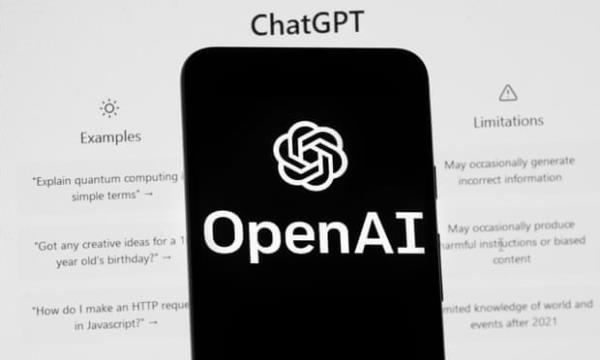 ChatGPT
Examples
"Explain quantum computing
simple terms" →
"Got any creative ideas for a 1
year old's birthday?" →
"How do I make an HTTP reque
in Javascript?" →
OpenAI
Limitations
May occasionally generate
incorrect information
May occasionally produce
harmful instructions or biased
content
mited knowledge of world and
events after 2021